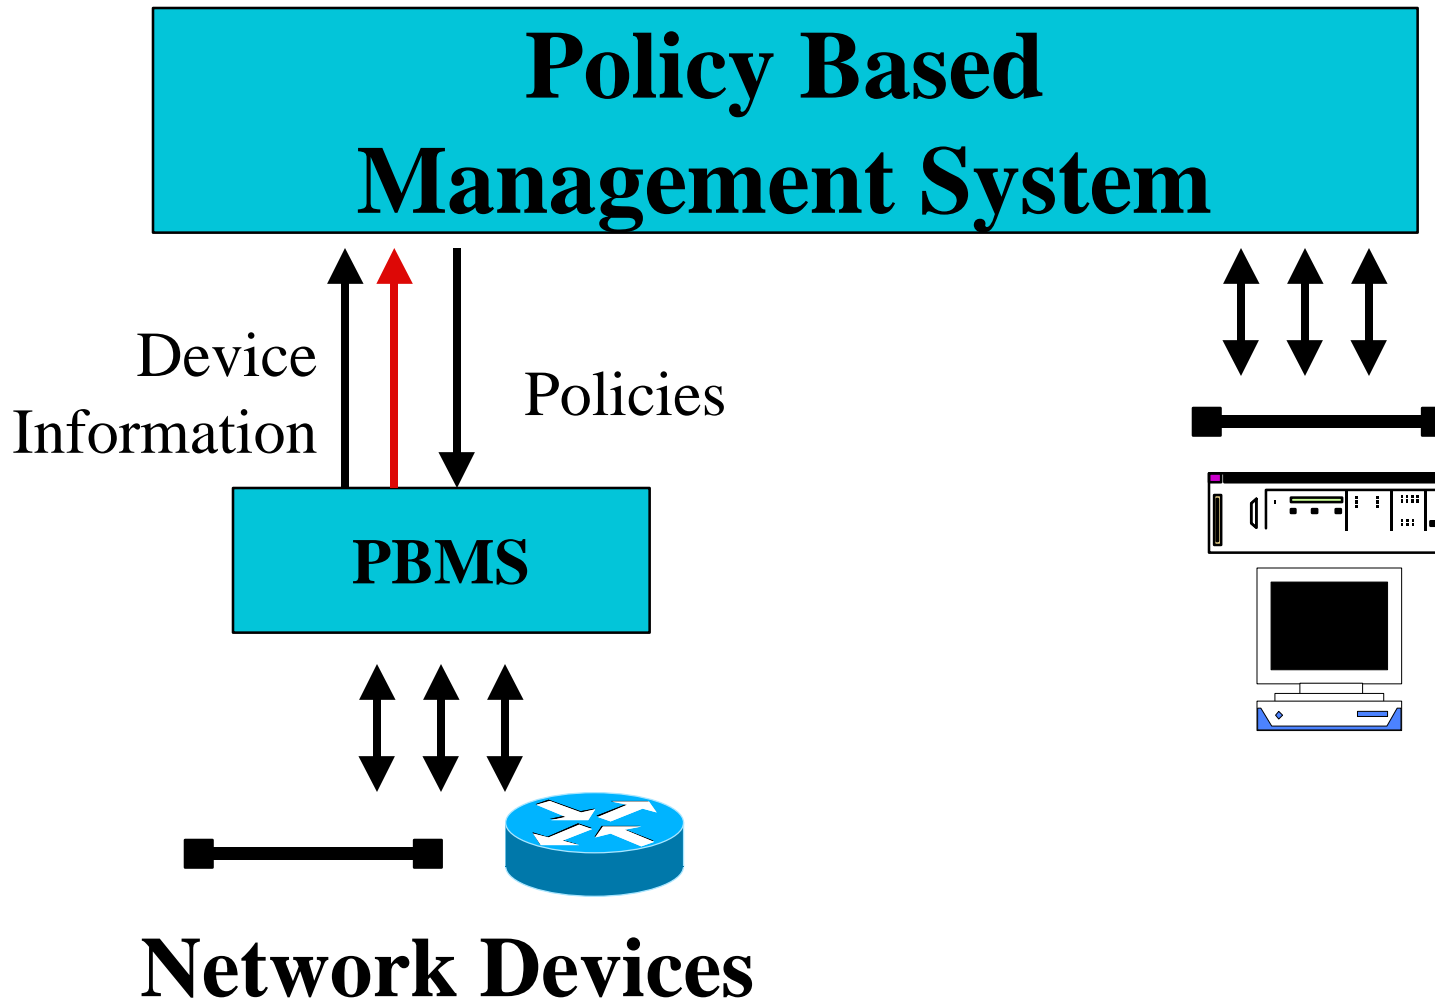 Policy Based
Management System
Device
Information
Policies
PBMS
Network Devices